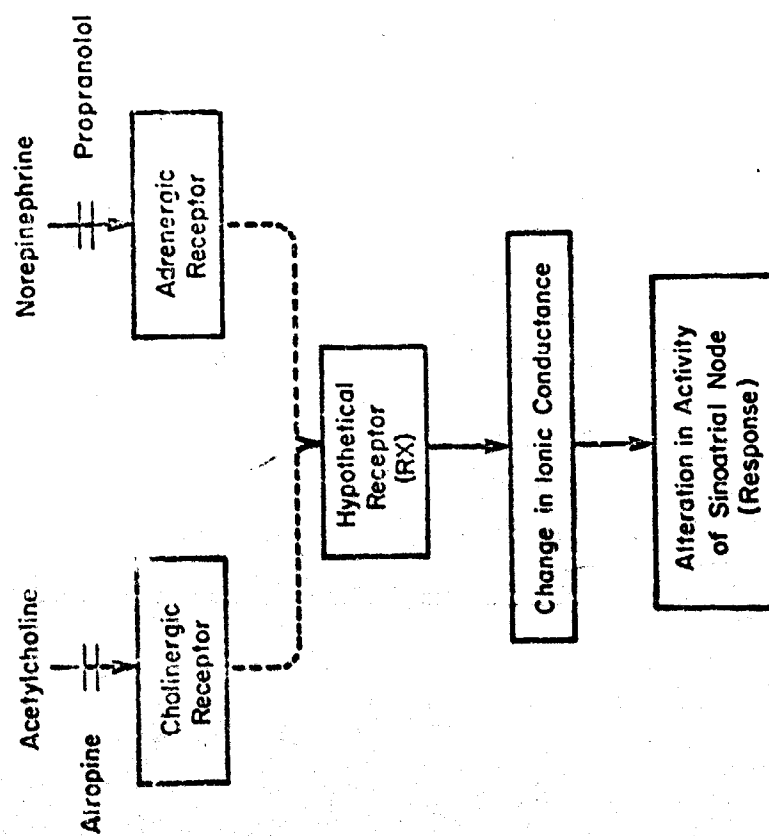 Norepinephrine
Propranolol
Adrenergic
Receptor
Acetylcholine
Atropine
Cholinergic
Receptor
Hypothetical
Receptor
(RX)
Change in Ionic Conductance
Alteration in Activity
of Sinoatrial Node
(Response)